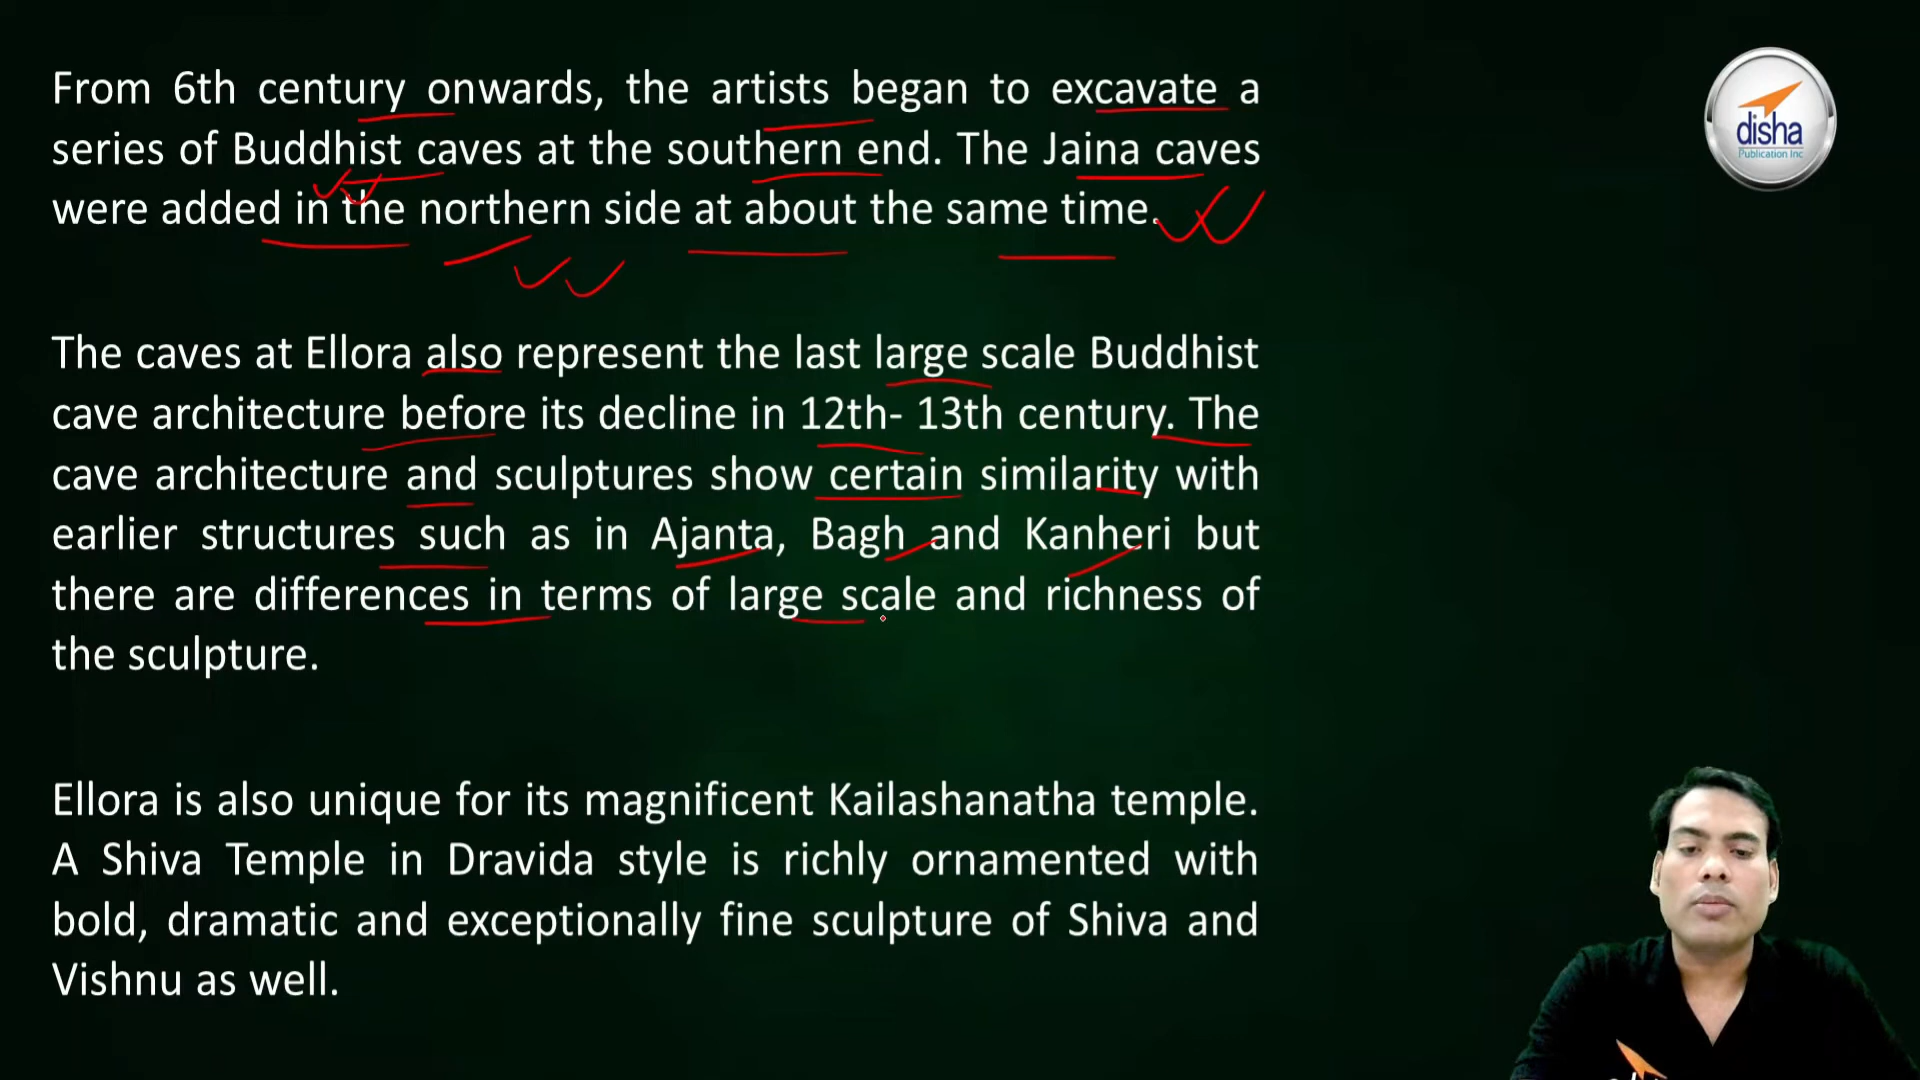 From 6th century onwards, the artists began to excavate a
series of Buddhist caves at the southern end. The Jaina caves
were added in the northern side at about the same time.
The caves at Ellora also represent the last large scale Buddhist
cave architecture before its decline in 12th- 13th century. The
cave architecture and sculptures show certain similarity with
earlier structures such as in Ajanta, Bagh and Kanheri but
there are differences in terms of large scale and richness of
the sculpture.
Ellora is also unique for its magnificent Kailashanatha temple.
A Shiva Temple in Dravida style is richly ornamented with
bold, dramatic and exceptionally fine sculpture of Shiva and
Vishnu as well.
disha
Publication Inc